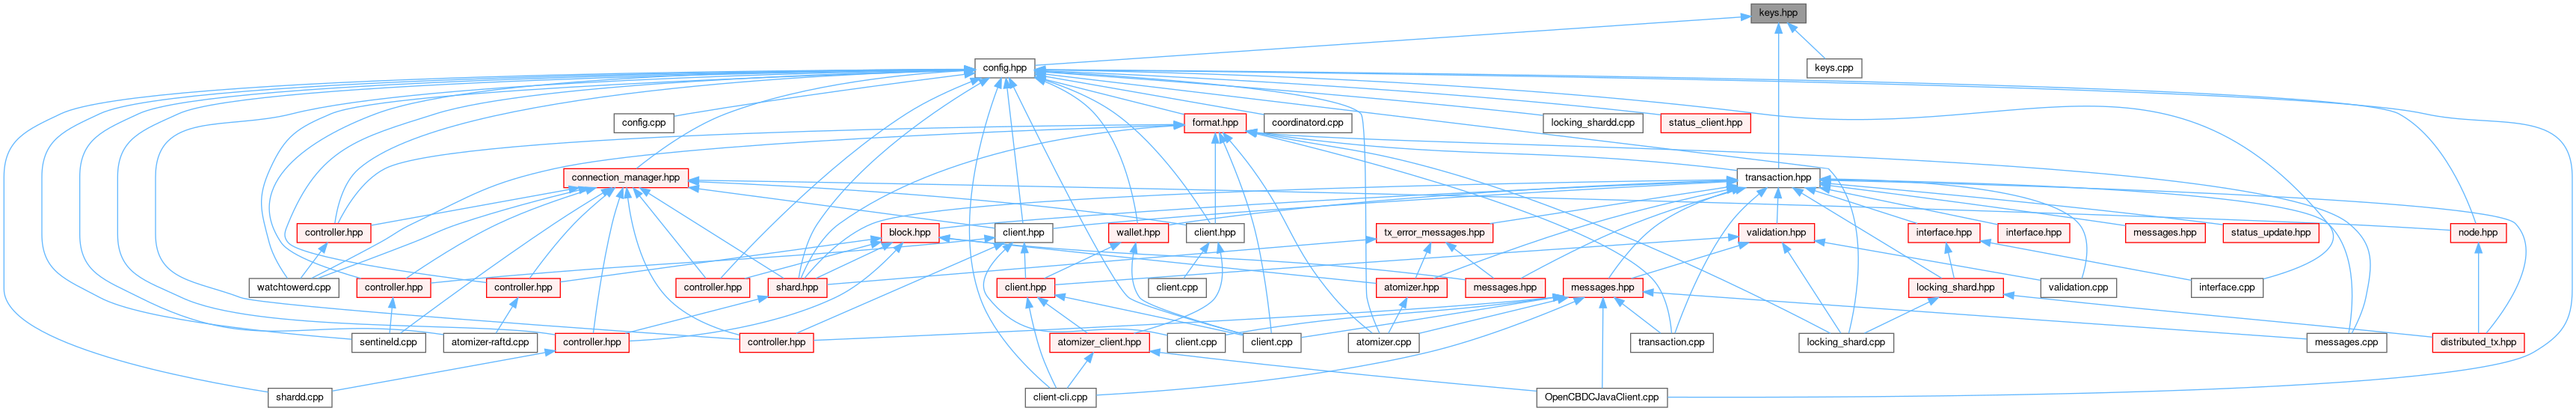 keys.hpp
config.hpp
keys.cpp
config.cpp
format.hpp
coordinatord.cpp
locking_shardd.cpp
status_client.hpp
connection_manager.hpp
transaction.hpp
controller.hpp
block.hpp
client.hpp
wallet.hpp
client.hpp
tx_error_messages.hpp
validation.hpp
interface.hpp
interface.hpp
messages.hpp
status_update.hpp
node.hpp
watchtowerd.cpp
controller.hpp
controller.hpp
controller.hpp
shard.hpp
client.hpp
client.cpp
atomizer.hpp
messages.hpp
messages.hpp
locking_shard.hpp
validation.cpp
interface.cpp
sentineld.cpp
atomizer-raftd.cpp
controller.hpp
controller.hpp
client.cpp
atomizer_client.hpp
client.cpp
atomizer.cpp
transaction.cpp
locking_shard.cpp
messages.cpp
distributed_tx.hpp
shardd.cpp
client-cli.cpp
OpenCBDCJavaClient.cpp